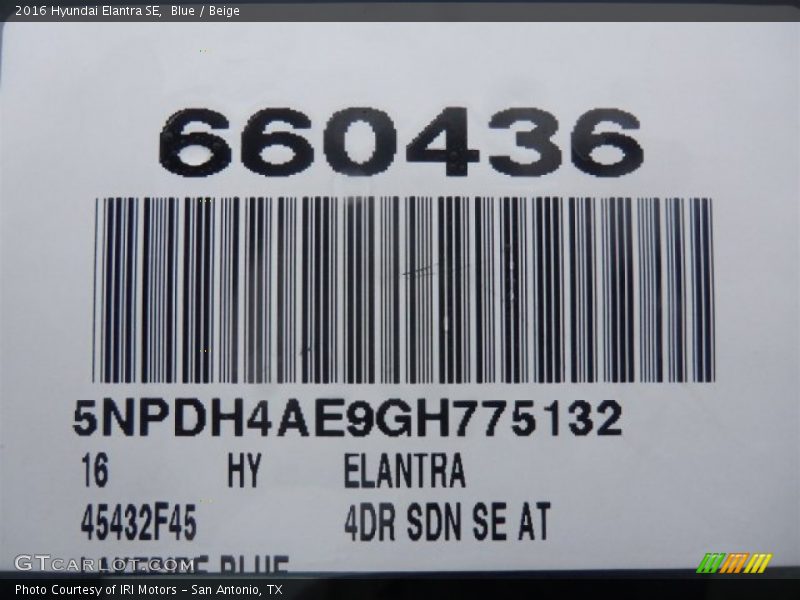 2016 Hyundai Elantra SE,  Blue / Beige
660436
5NPDH4AE9GH775132
16 HY ELANTRA
45432F45 4DR SDN SE AT
BLUE
GTCarLot.com
Photo Courtesy of IRI Motors - San Antonio, TX